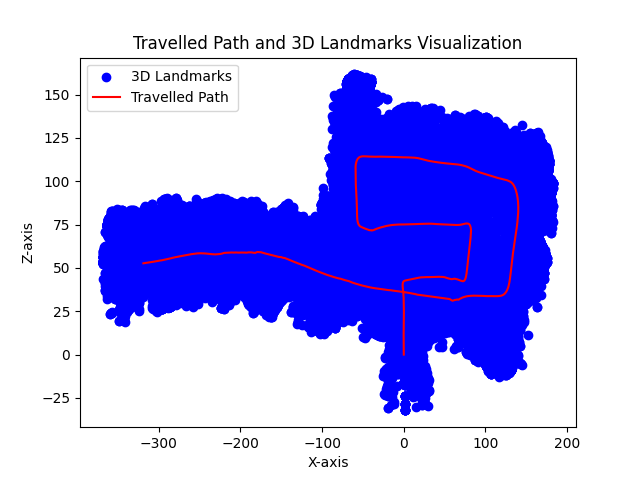 Travelled Path and 3D Landmarks Visualization
3D Landmarks
Travelled Path
150
125
100
75
50
25
0
−25
Z-axis
−300
−200
−100
0
100
200
X-axis